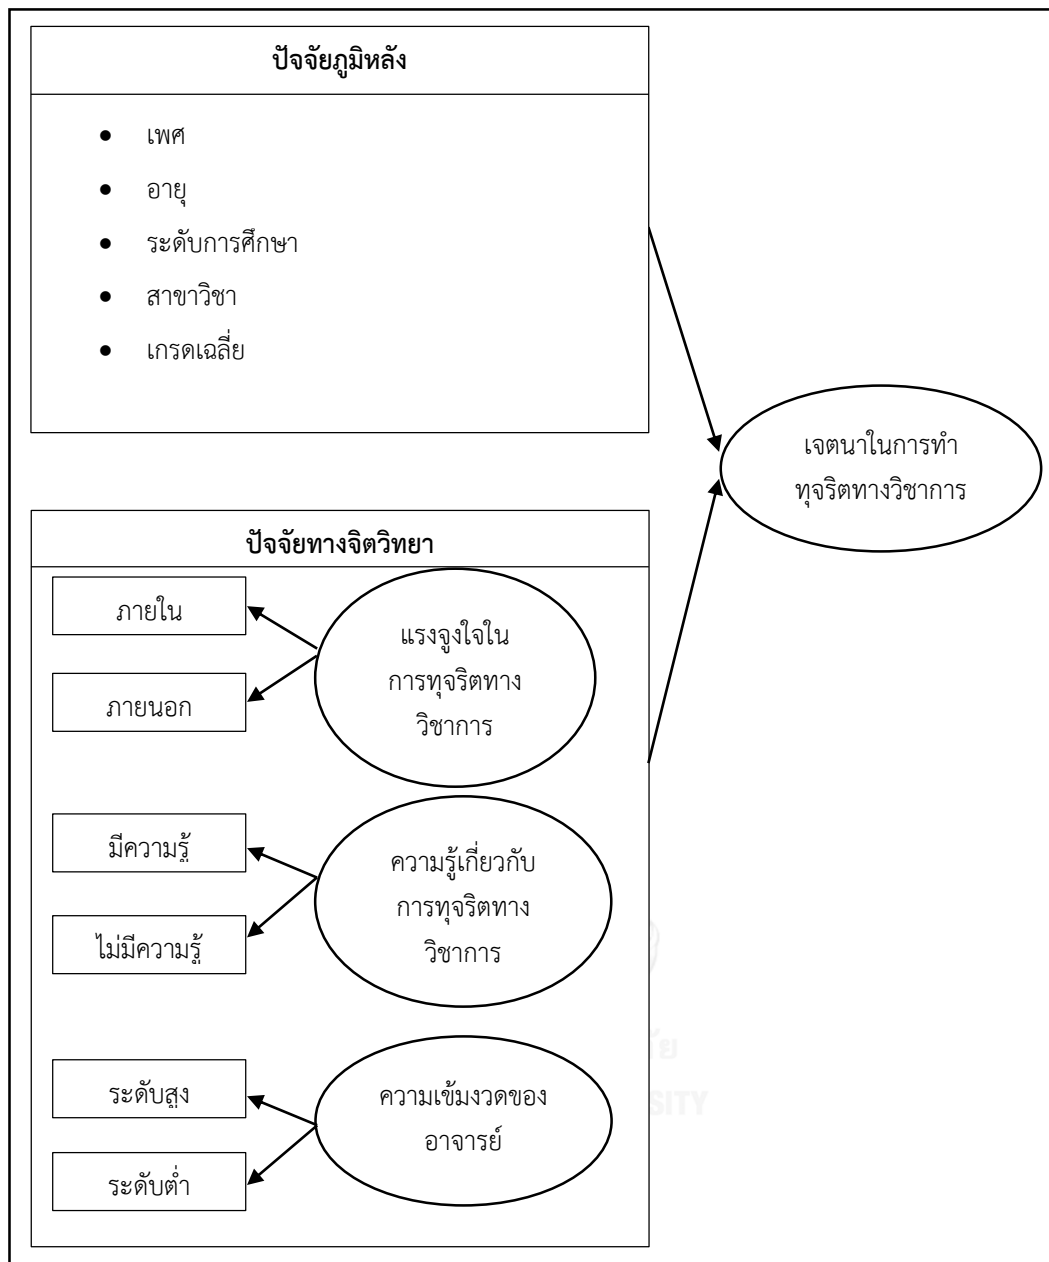 ปัจจัยภูมิหลัง
● เพศ
● อายุ
● ระดับการศึกษา
● สาขาวิชา
● เกรดเฉลี่ย
เจตนาในการทำ
ทุจริตทางวิชาการ
ปัจจัยทางจิตวิทยา
ภายใน
ภายนอก
แรงจูงใจใน
การทุจริตทาง
วิชาการ
มีความรู้
ไม่มีความรู้
ความรู้เกี่ยวกับ
การทุจริตทาง
วิชาการ
ระดับสูง
ระดับต่ำ
ความเข้มงวดของ
อาจารย์
SITY